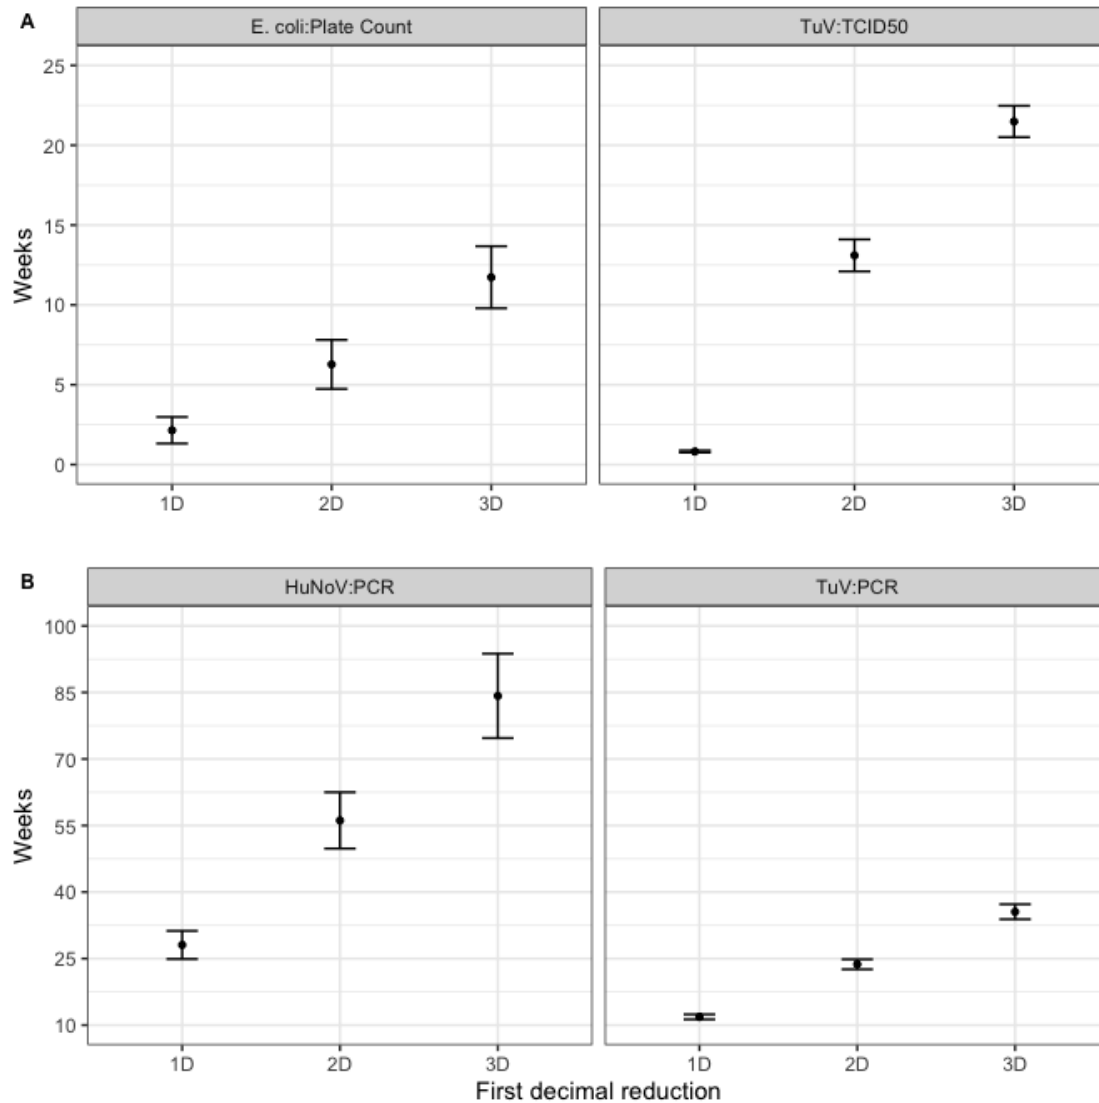 A
E. coli:Plate Count
TuV:TCID50
25
20
15
10
5
0
Weeks
1D
2D
3D
1D
2D
3D
B
HuNoV:PCR
TuV:PCR
100
85
70
55
40
25
10
Weeks
1D
2D
3D
1D
2D
3D
First decimal reduction